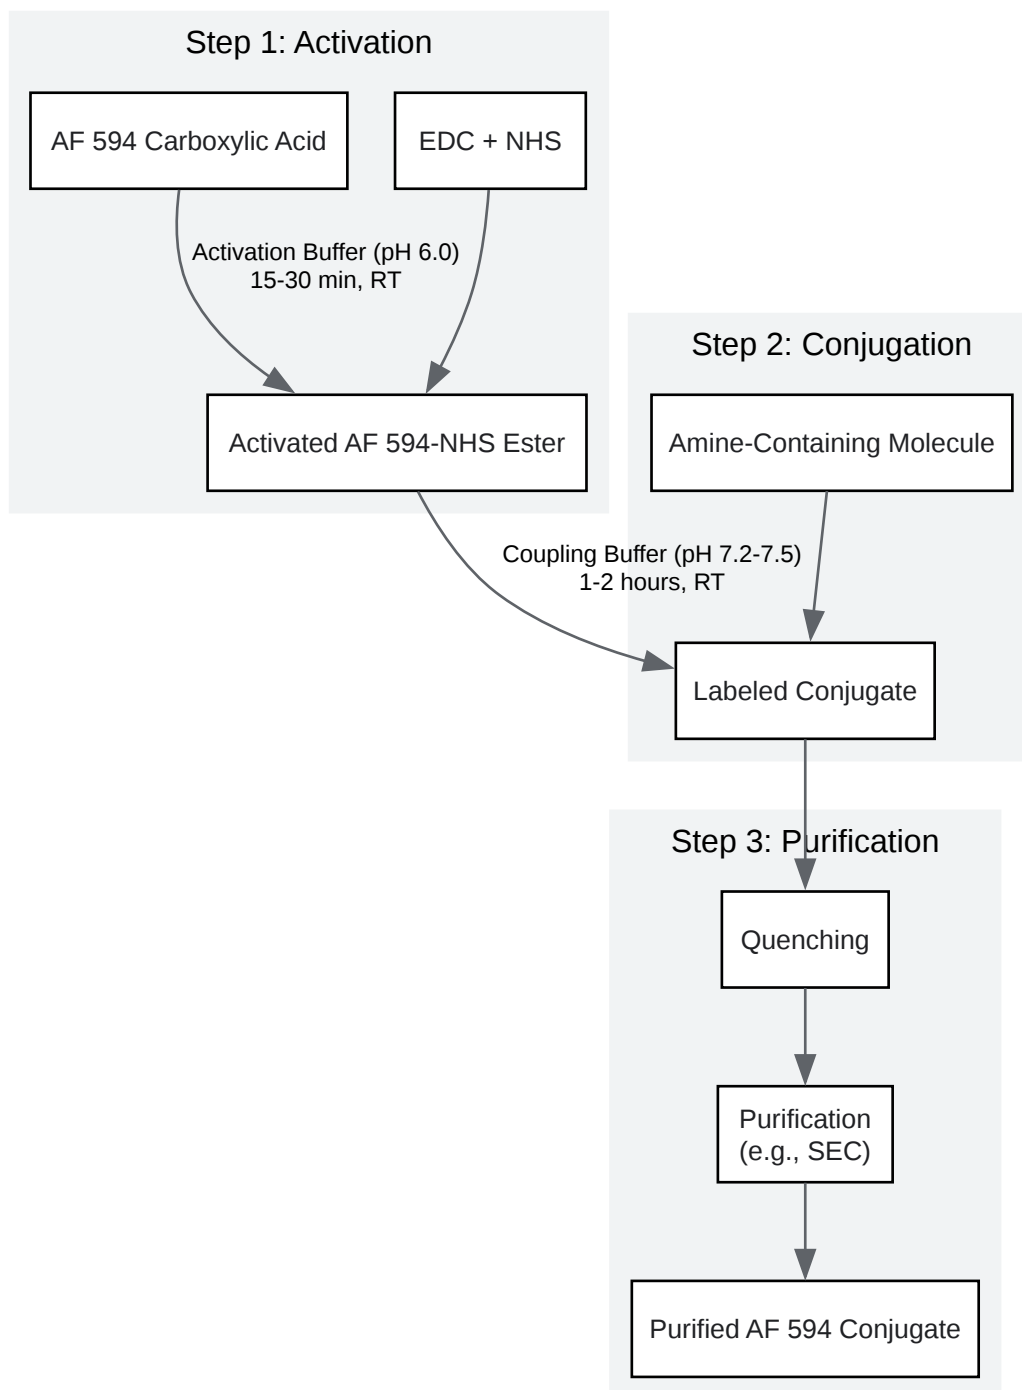 Step 1: Activation
AF 594 Carboxylic Acid
EDC + NHS
Activation Buffer (pH 6.0)
15-30 min, RT
Activated AF 594-NHS Ester
Step 2: Conjugation
Amine-Containing Molecule
Coupling Buffer (pH 7.2-7.5)
1-2 hours, RT
Labeled Conjugate
Step 3: Purification
Quenching
Purification
(e.g., SEC)
Purified AF 594 Conjugate